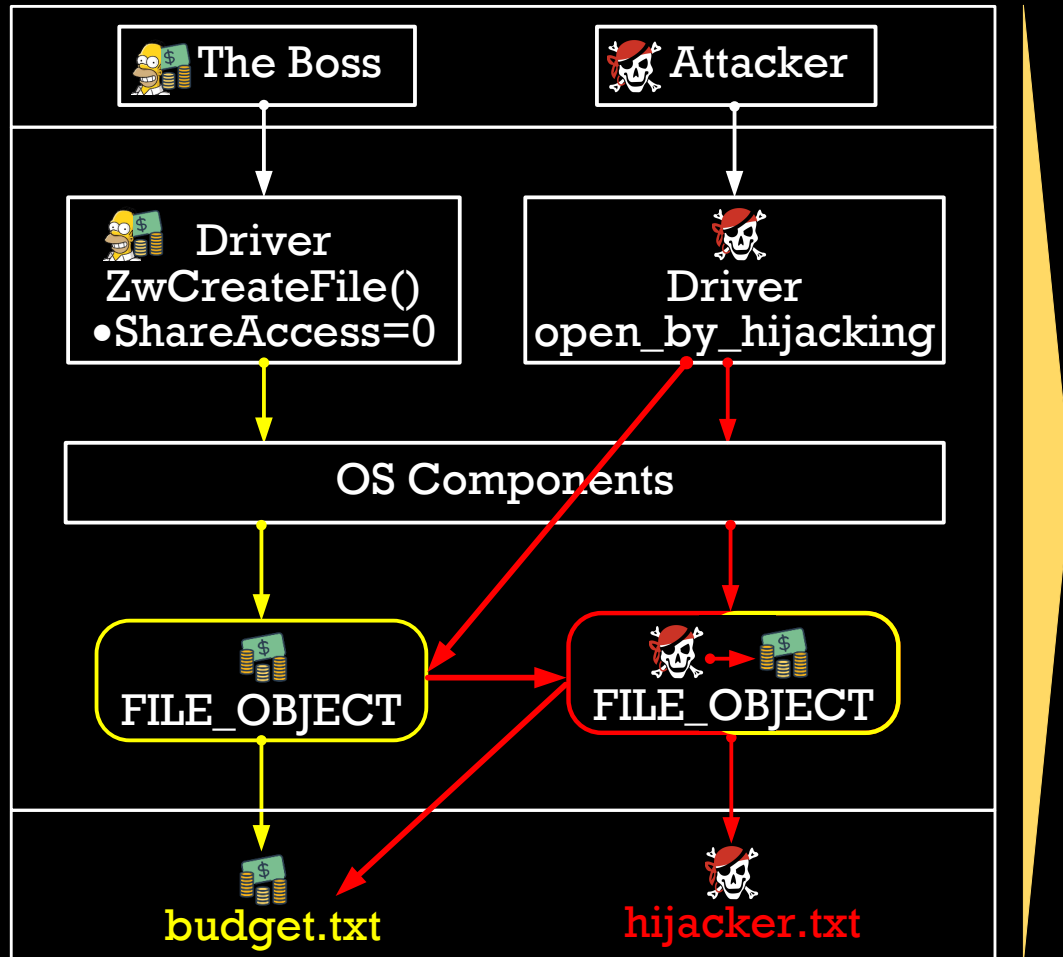 The Boss
Attacker
Driver
ZwCreateFile()
•ShareAccess=0
Driver
open_by_hijacking
OS Components
FILE_OBJECT
FILE_OBJECT
budget.txt
hijacker.txt